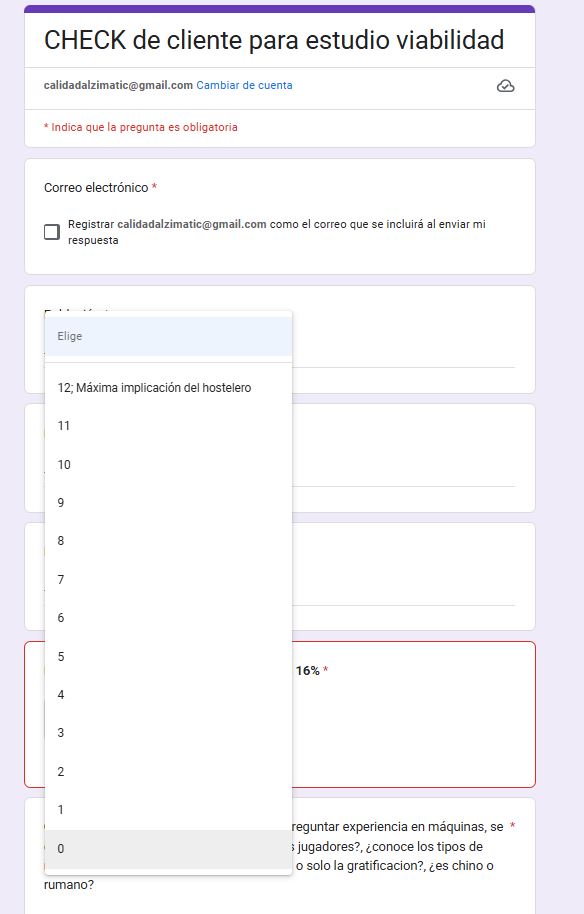 CHECK de cliente para estudio viabilidad
calidadalzimatic@gmail.com Cambiar de cuenta
* Indica que la pregunta es obligatoria
Correo electrónico *
Registrar calidadalzimatic@gmail.com como el correo que se incluirá al enviar mi
respuesta
Elige
12; Máxima implicación del hostelero
11
10
9
8
7
6
5
4
3
2
1
0
16% *
reguntar experiencia en máquinas, se *
jugadores?, ¿conoce los tipos de
o solo la gratificacion?, ¿es chino o
rumano?